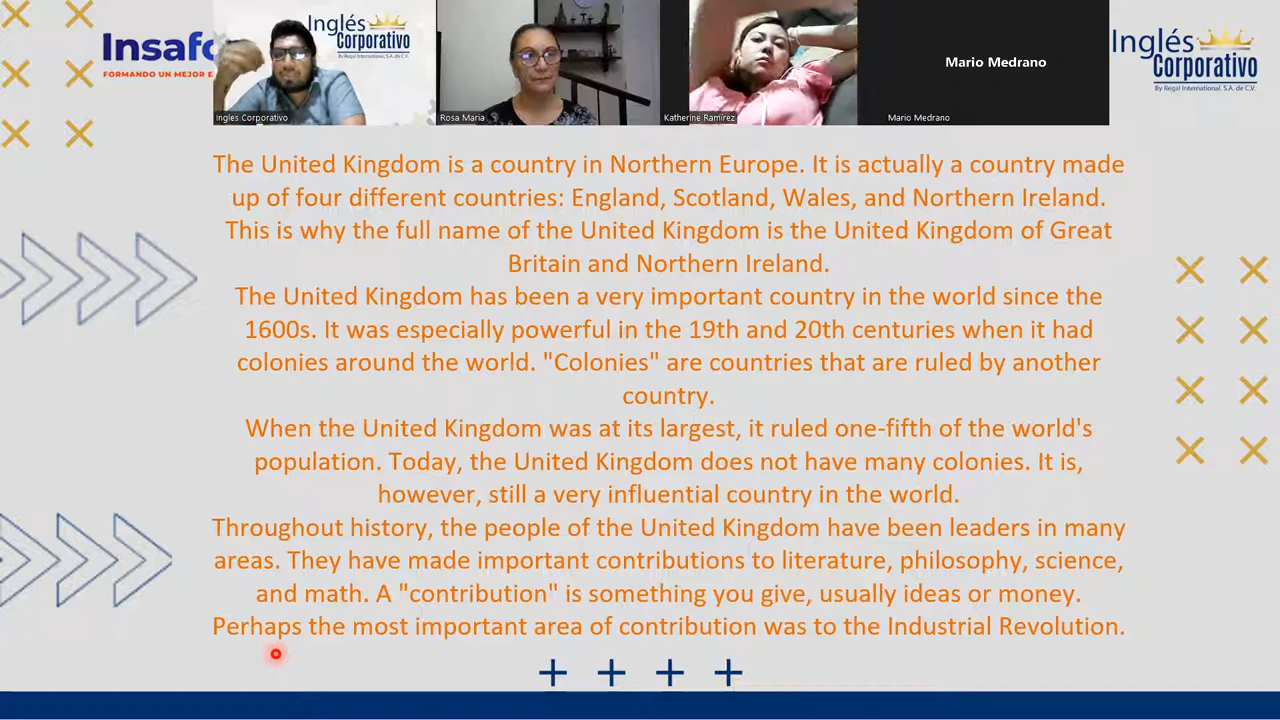 Insafo
FORMANDO UN MEJOR E
Inglés
Corporativo
By Regal International, S.A. de C.V.
Ingles Corporativo
Rosa Maria
Katherine Ramírez
Mario Medrano
Mario Medrano
Inglés
Corporativo
By Regal International, S.A. de C.V.
The United Kingdom is a country in Northern Europe. It is actually a country made
up of four different countries: England, Scotland, Wales, and Northern Ireland.
This is why the full name of the United Kingdom is the United Kingdom of Great
Britain and Northern Ireland.
The United Kingdom has been a very important country in the world since the
1600s. It was especially powerful in the 19th and 20th centuries when it had
colonies around the world. "Colonies" are countries that are ruled by another
country.
When the United Kingdom was at its largest, it ruled one-fifth of the world's
population. Today, the United Kingdom does not have many colonies. It is,
however, still a very influential country in the world.
Throughout history, the people of the United Kingdom have been leaders in many
areas. They have made important contributions to literature, philosophy, science,
and math. A "contribution" is something you give, usually ideas or money.
Perhaps the most important area of contribution was to the Industrial Revolution.